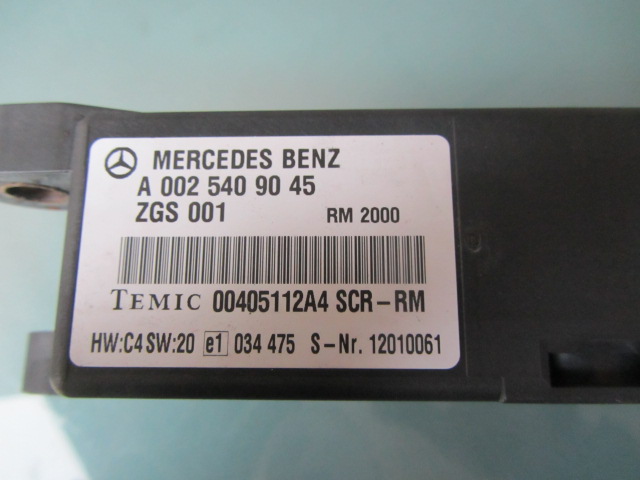 MERCEDES BENZ
A 002 540 90 45
ZGS 001 RM 2000
TEMIC 00405112A4 SCR-RM
HW:C4 SW:20 e1 034 475 S-Nr. 12010061